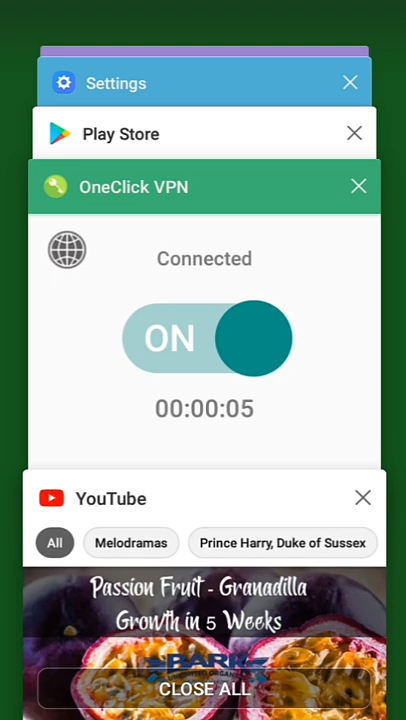 Settings
Play Store
OneClick VPN
Connected
ON
00:00:05
YouTube
All
Melodramas
Prince Harry, Duke of Sussex
Passion Fruit - Granadilla
Growth in 5 Weeks
BARK
CLOSE ALL